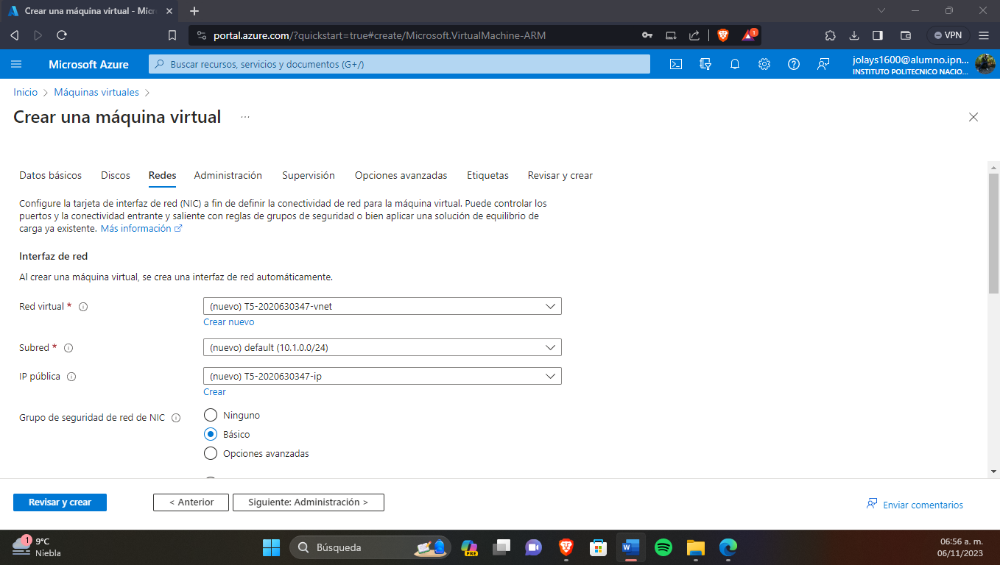 Crear una máquina virtual - Micr
portal.azure.com/?quickstart=true#create/Microsoft.VirtualMachine-ARM
1
VPN
Microsoft Azure
Buscar recursos, servicios y documentos (G+/)
jolays1600@alumno.ipn...
INSTITUTO POLITECNICO NACIO...
Inicio > Máquinas virtuales >
Crear una máquina virtual ...
Datos básicos Discos Redes Administración Supervisión Opciones avanzadas Etiquetas Revisar y crear
Configure la tarjeta de interfaz de red (NIC) a fin de definir la conectividad de red para la máquina virtual. Puede controlar los
puertos y la conectividad entrante y saliente con reglas de grupos de seguridad o bien aplicar una solución de equilibrio de
carga ya existente. Más información
Interfaz de red
Al crear una máquina virtual, se crea una interfaz de red automáticamente.
Red virtual *
(nuevo) T5-2020630347-vnet
Crear nuevo
Subred *
(nuevo) default (10.1.0.0/24)
IP pública
(nuevo) T5-2020630347-ip
Crear
Grupo de seguridad de red de NIC
Ninguno
Básico
Opciones avanzadas
Revisar y crear
< Anterior
Siguiente: Administración >
Enviar comentarios
1
9°C
Niebla
Búsqueda
PRE
06:56 a. m.
06/11/2023